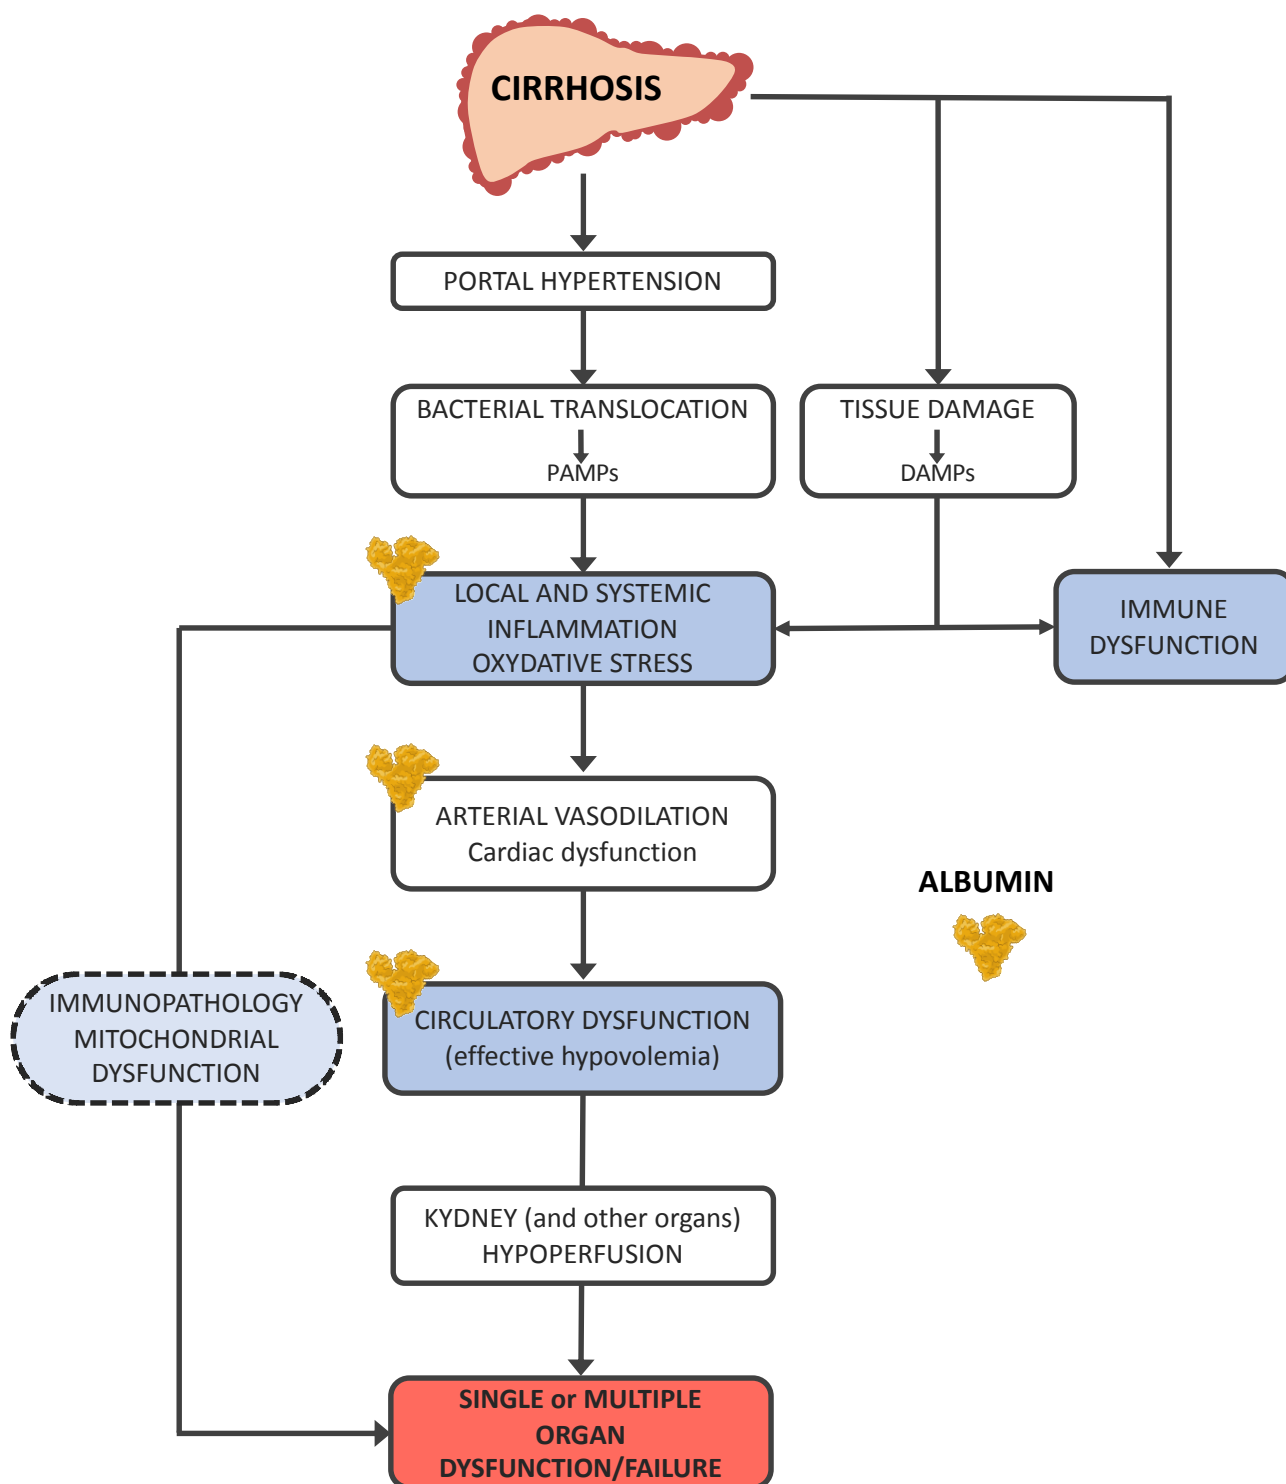 CIRRHOSIS
PORTAL HYPERTENSION
BACTERIAL TRANSLOCATION
PAMPs
TISSUE DAMAGE
DAMPs
LOCAL AND SYSTEMIC
INFLAMMATION
OXYDATIVE STRESS
IMMUNE
DYSFUNCTION
ARTERIAL VASODILATION
Cardiac dysfunction
ALBUMIN
IMMUNOPATHOLOGY
MITOCHONDRIAL
DYSFUNCTION
CIRCULATORY DYSFUNCTION
(effective hypovolemia)
KYDNEY (and other organs)
HYPOPERFUSION
SINGLE or MULTIPLE
ORGAN
DYSFUNCTION/FAILURE